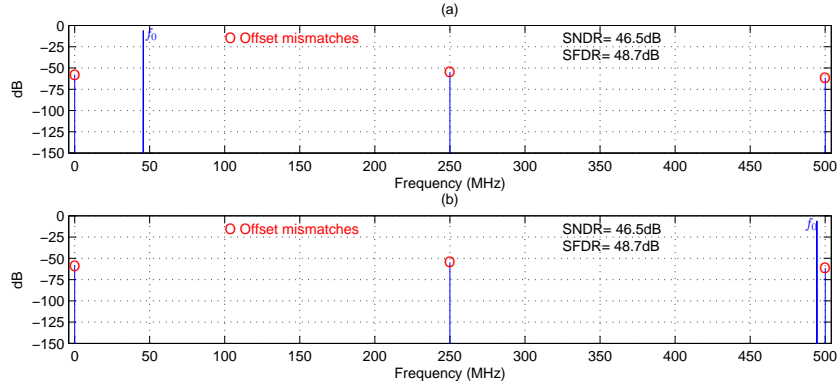 (a)
0
−25
−50
−75
−100
−125
−150
dB
f0
O Offset mismatches
SNDR= 46.5dB
SFDR= 48.7dB
0 50 100 150 200 250 300 350 400 450 500
Frequency (MHz)
(b)
0
−25
−50
−75
−100
−125
−150
dB
O Offset mismatches
SNDR= 46.5dB
SFDR= 48.7dB
f0
0 50 100 150 200 250 300 350 400 450 500
Frequency (MHz)